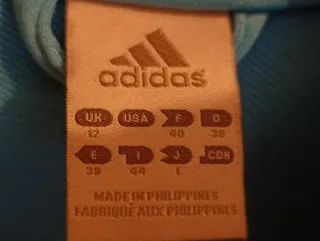 adidas
UK USA F D
12 40 38
E I J CDN
38 44 L
MADE IN PHILIPPINES
FABRIQUÉ AUX PHILIPPINES